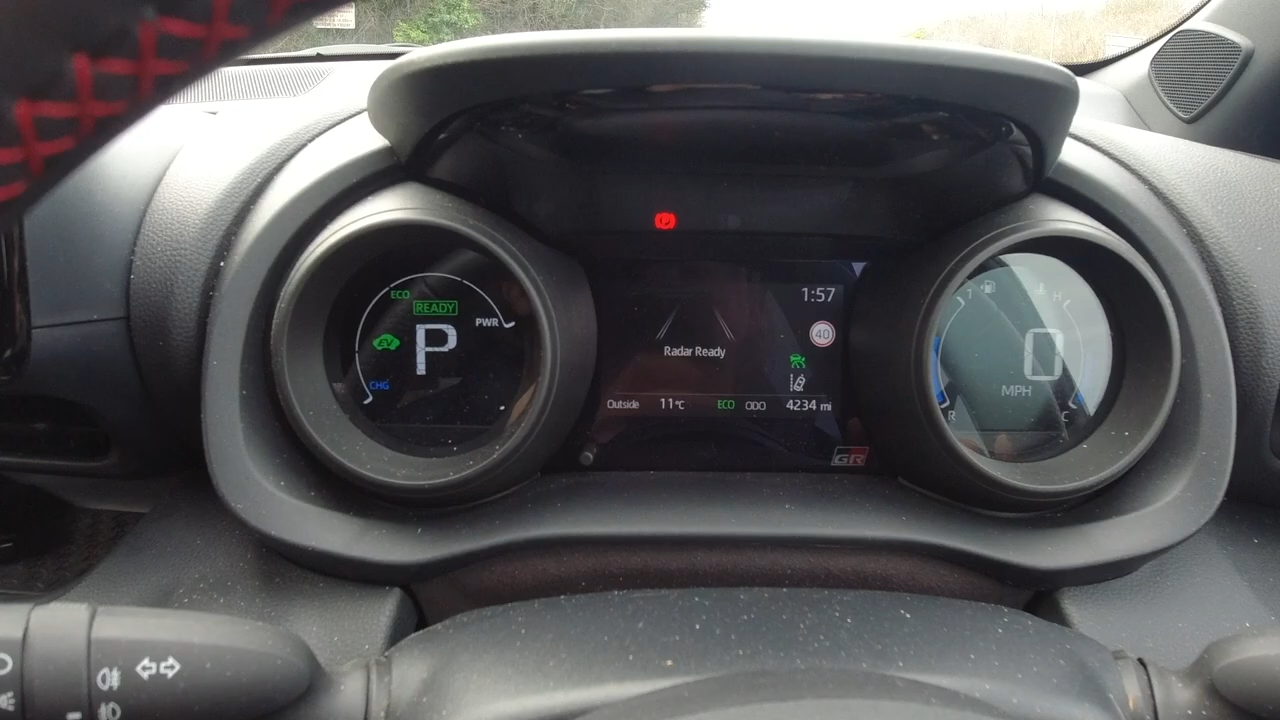 P
ECO
READY
PWR
EV
P
CHG
1:57
40
Radar Ready
Outside 11°C ECO ODO 4234 mi
GR
H
0
MPH
R
C